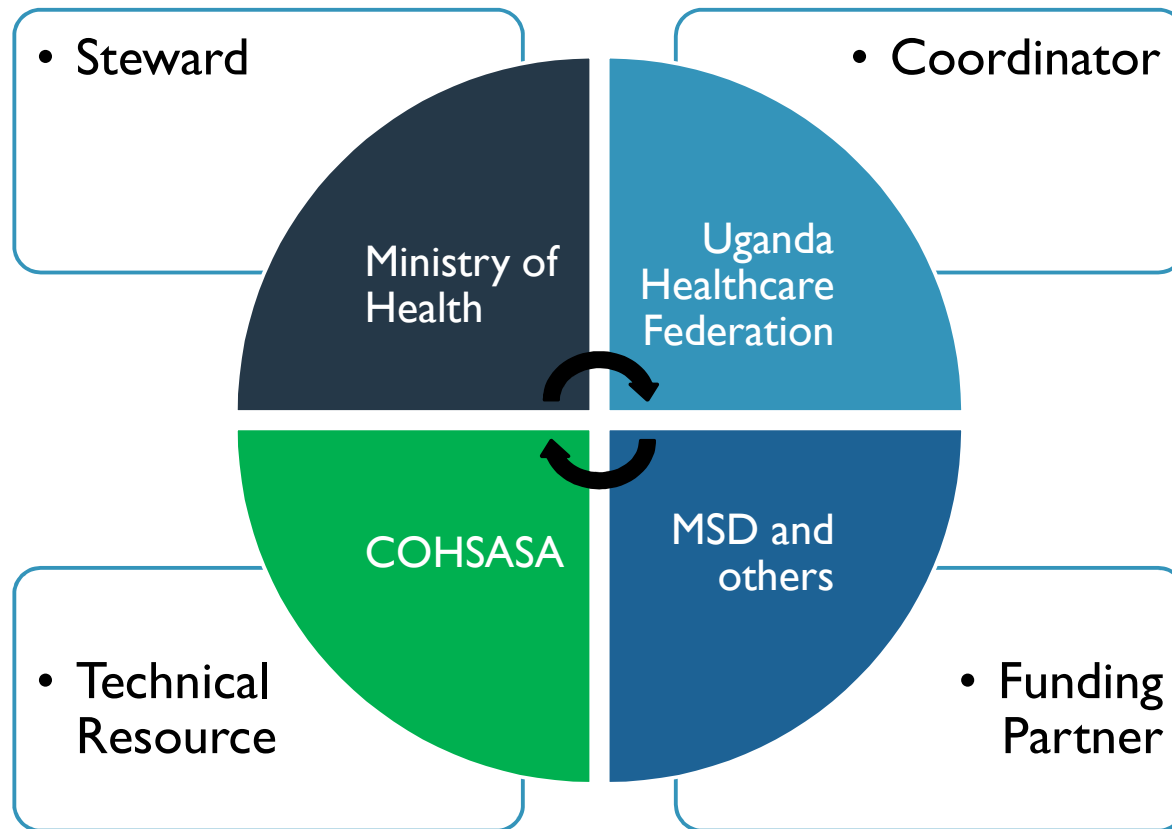 • Steward
• Coordinator
Ministry of
Health
Uganda
Healthcare
Federation
COHSASA
MSD and
others
• Technical
Resource
• Funding
Partner